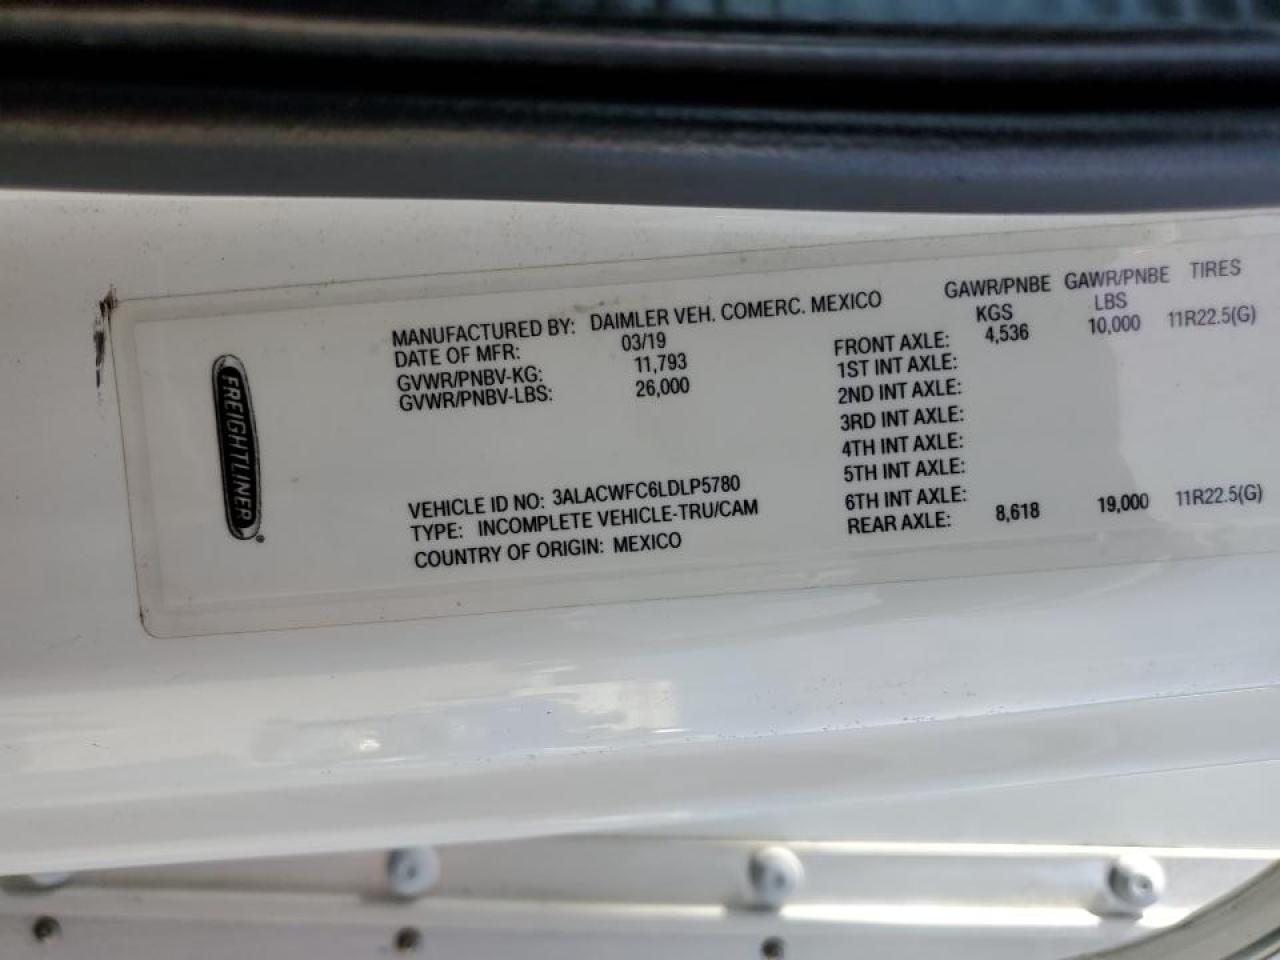 FREIGHTLINER®
MANUFACTURED BY: DAIMLER VEH. COMERC. MEXICO
DATE OF MFR: 03/19
GVWR/PNBV-KG: 11,793
GVWR/PNBV-LBS: 26,000
VEHICLE ID NO: 3ALACWFC6LDLP5780
TYPE: INCOMPLETE VEHICLE-TRU/CAM
COUNTRY OF ORIGIN: MEXICO
GAWR/PNBE GAWR/PNBE TIRES
KGS LBS
FRONT AXLE: 4,536 10,000 11R22.5(G)
1ST INT AXLE:
2ND INT AXLE:
3RD INT AXLE:
4TH INT AXLE:
5TH INT AXLE:
6TH INT AXLE:
REAR AXLE: 8,618 19,000 11R22.5(G)